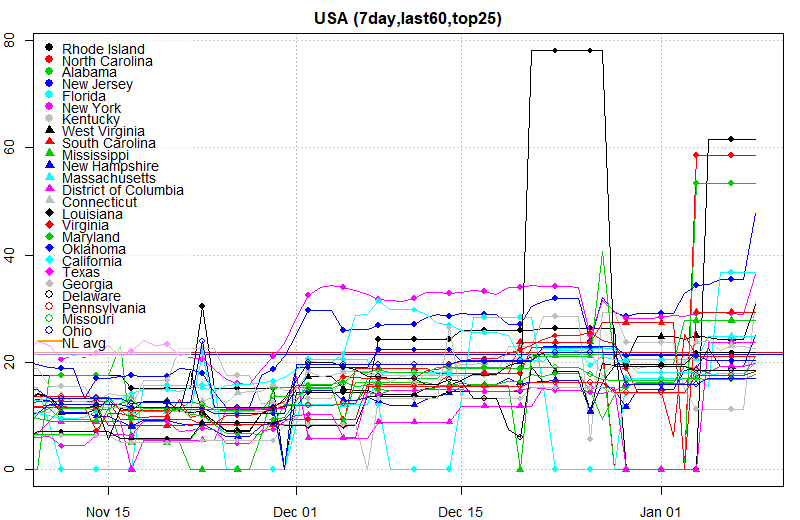 USA (7day,last60,top25)
80
60
40
20
0
Rhode Island
North Carolina
Alabama
New Jersey
Florida
New York
Kentucky
West Virginia
South Carolina
Mississippi
New Hampshire
Massachusetts
District of Columbia
Connecticut
Louisiana
Virginia
Maryland
Oklahoma
California
Texas
Georgia
Delaware
Pennsylvania
Missouri
Ohio
NL avg
Nov 15
Dec 01
Dec 15
Jan 01